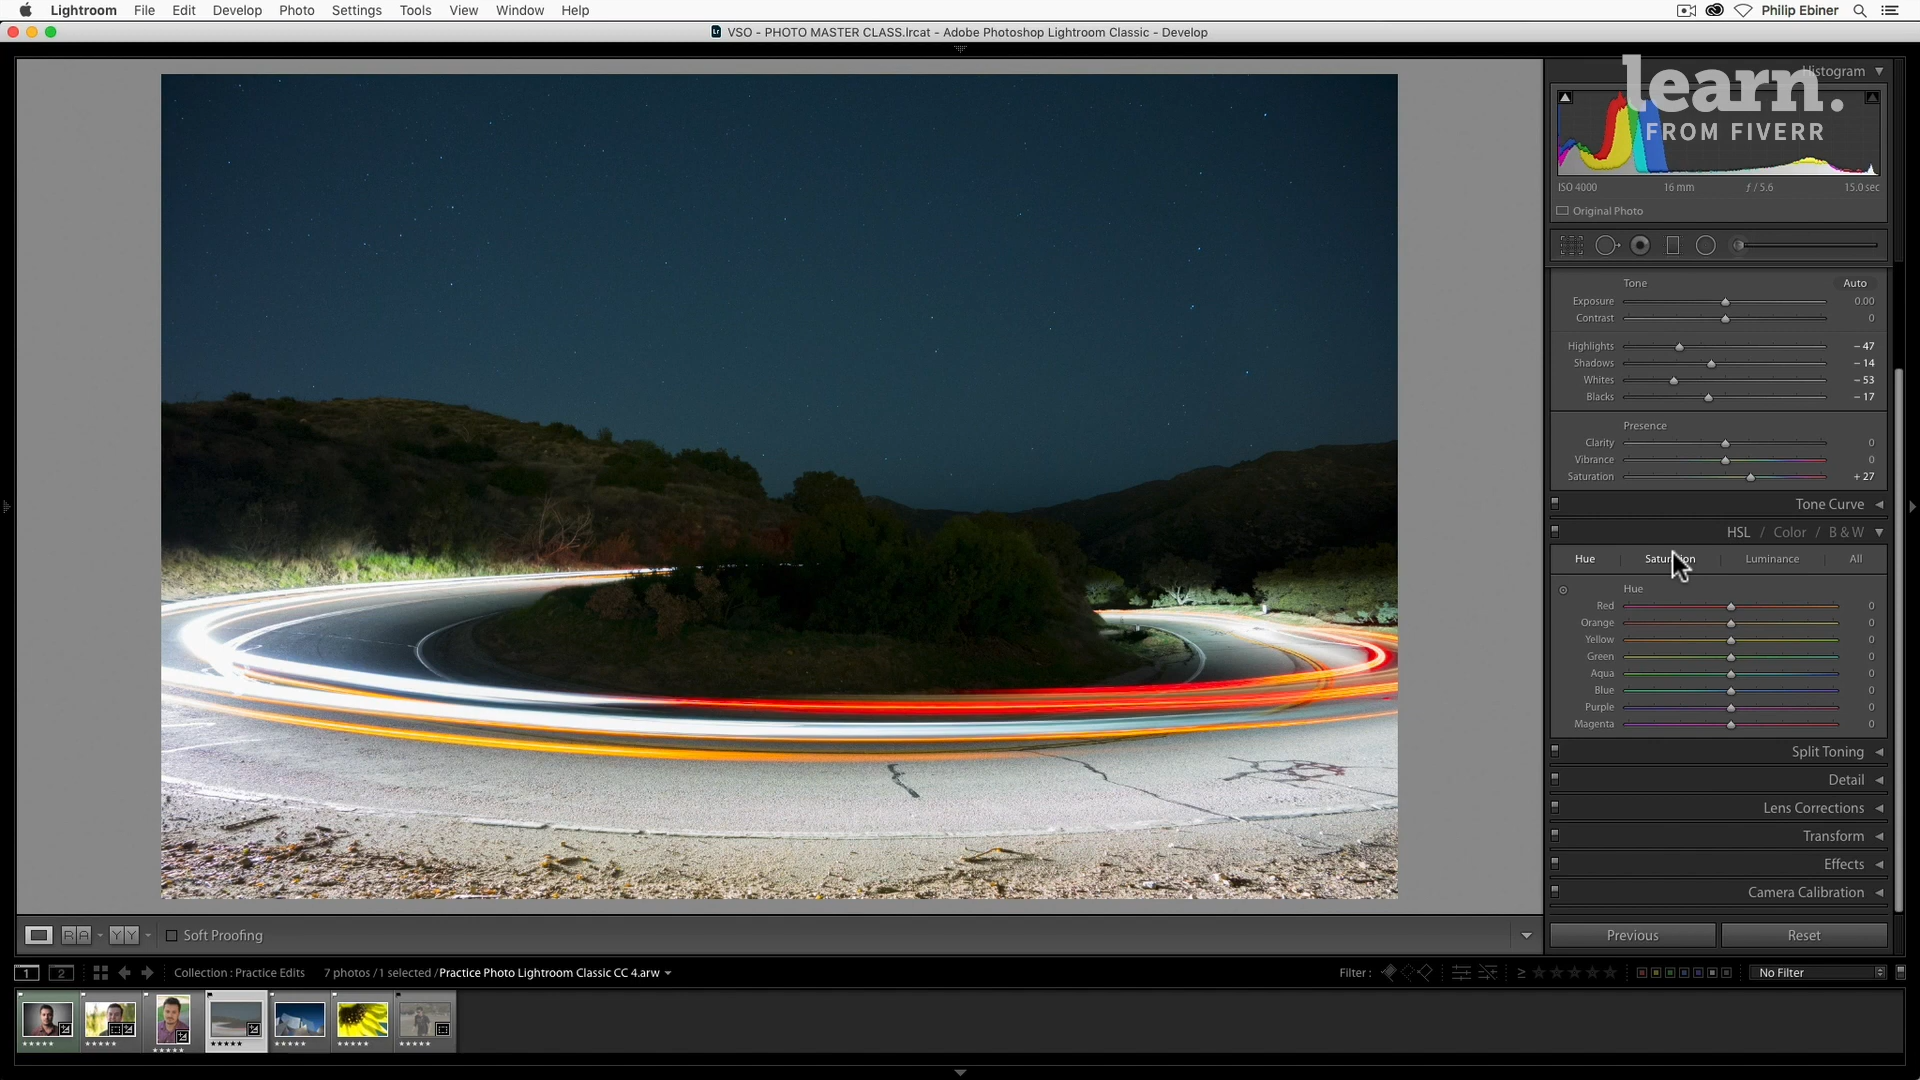 Lightroom File Edit Develop Photo Settings Tools View Window Help Philip Ebiner
VSO - PHOTO MASTER CLASS.lrcat - Adobe Photoshop Lightroom Classic - Develop
Histogram
learn.
FROM FIVERR
ISO 4000 16 mm ƒ / 5.6 15.0 sec
Original Photo
Tone Auto
Exposure 0.00
Contrast 0
Highlights – 47
Shadows – 14
Whites – 53
Blacks – 17
Presence
Clarity 0
Vibrance 0
Saturation + 27
Tone Curve
HSL / Color / B & W
Hue Saturation Luminance All
Hue
Red 0
Orange 0
Yellow 0
Green 0
Aqua 0
Blue 0
Purple 0
Magenta 0
Split Toning
Detail
Lens Corrections
Transform
Effects
Camera Calibration
Previous Reset
R A Y Y Soft Proofing
1 2 Collection : Practice Edits 7 photos / 1 selected / Practice Photo Lightroom Classic CC 4.arw Filter : ≥ No Filter